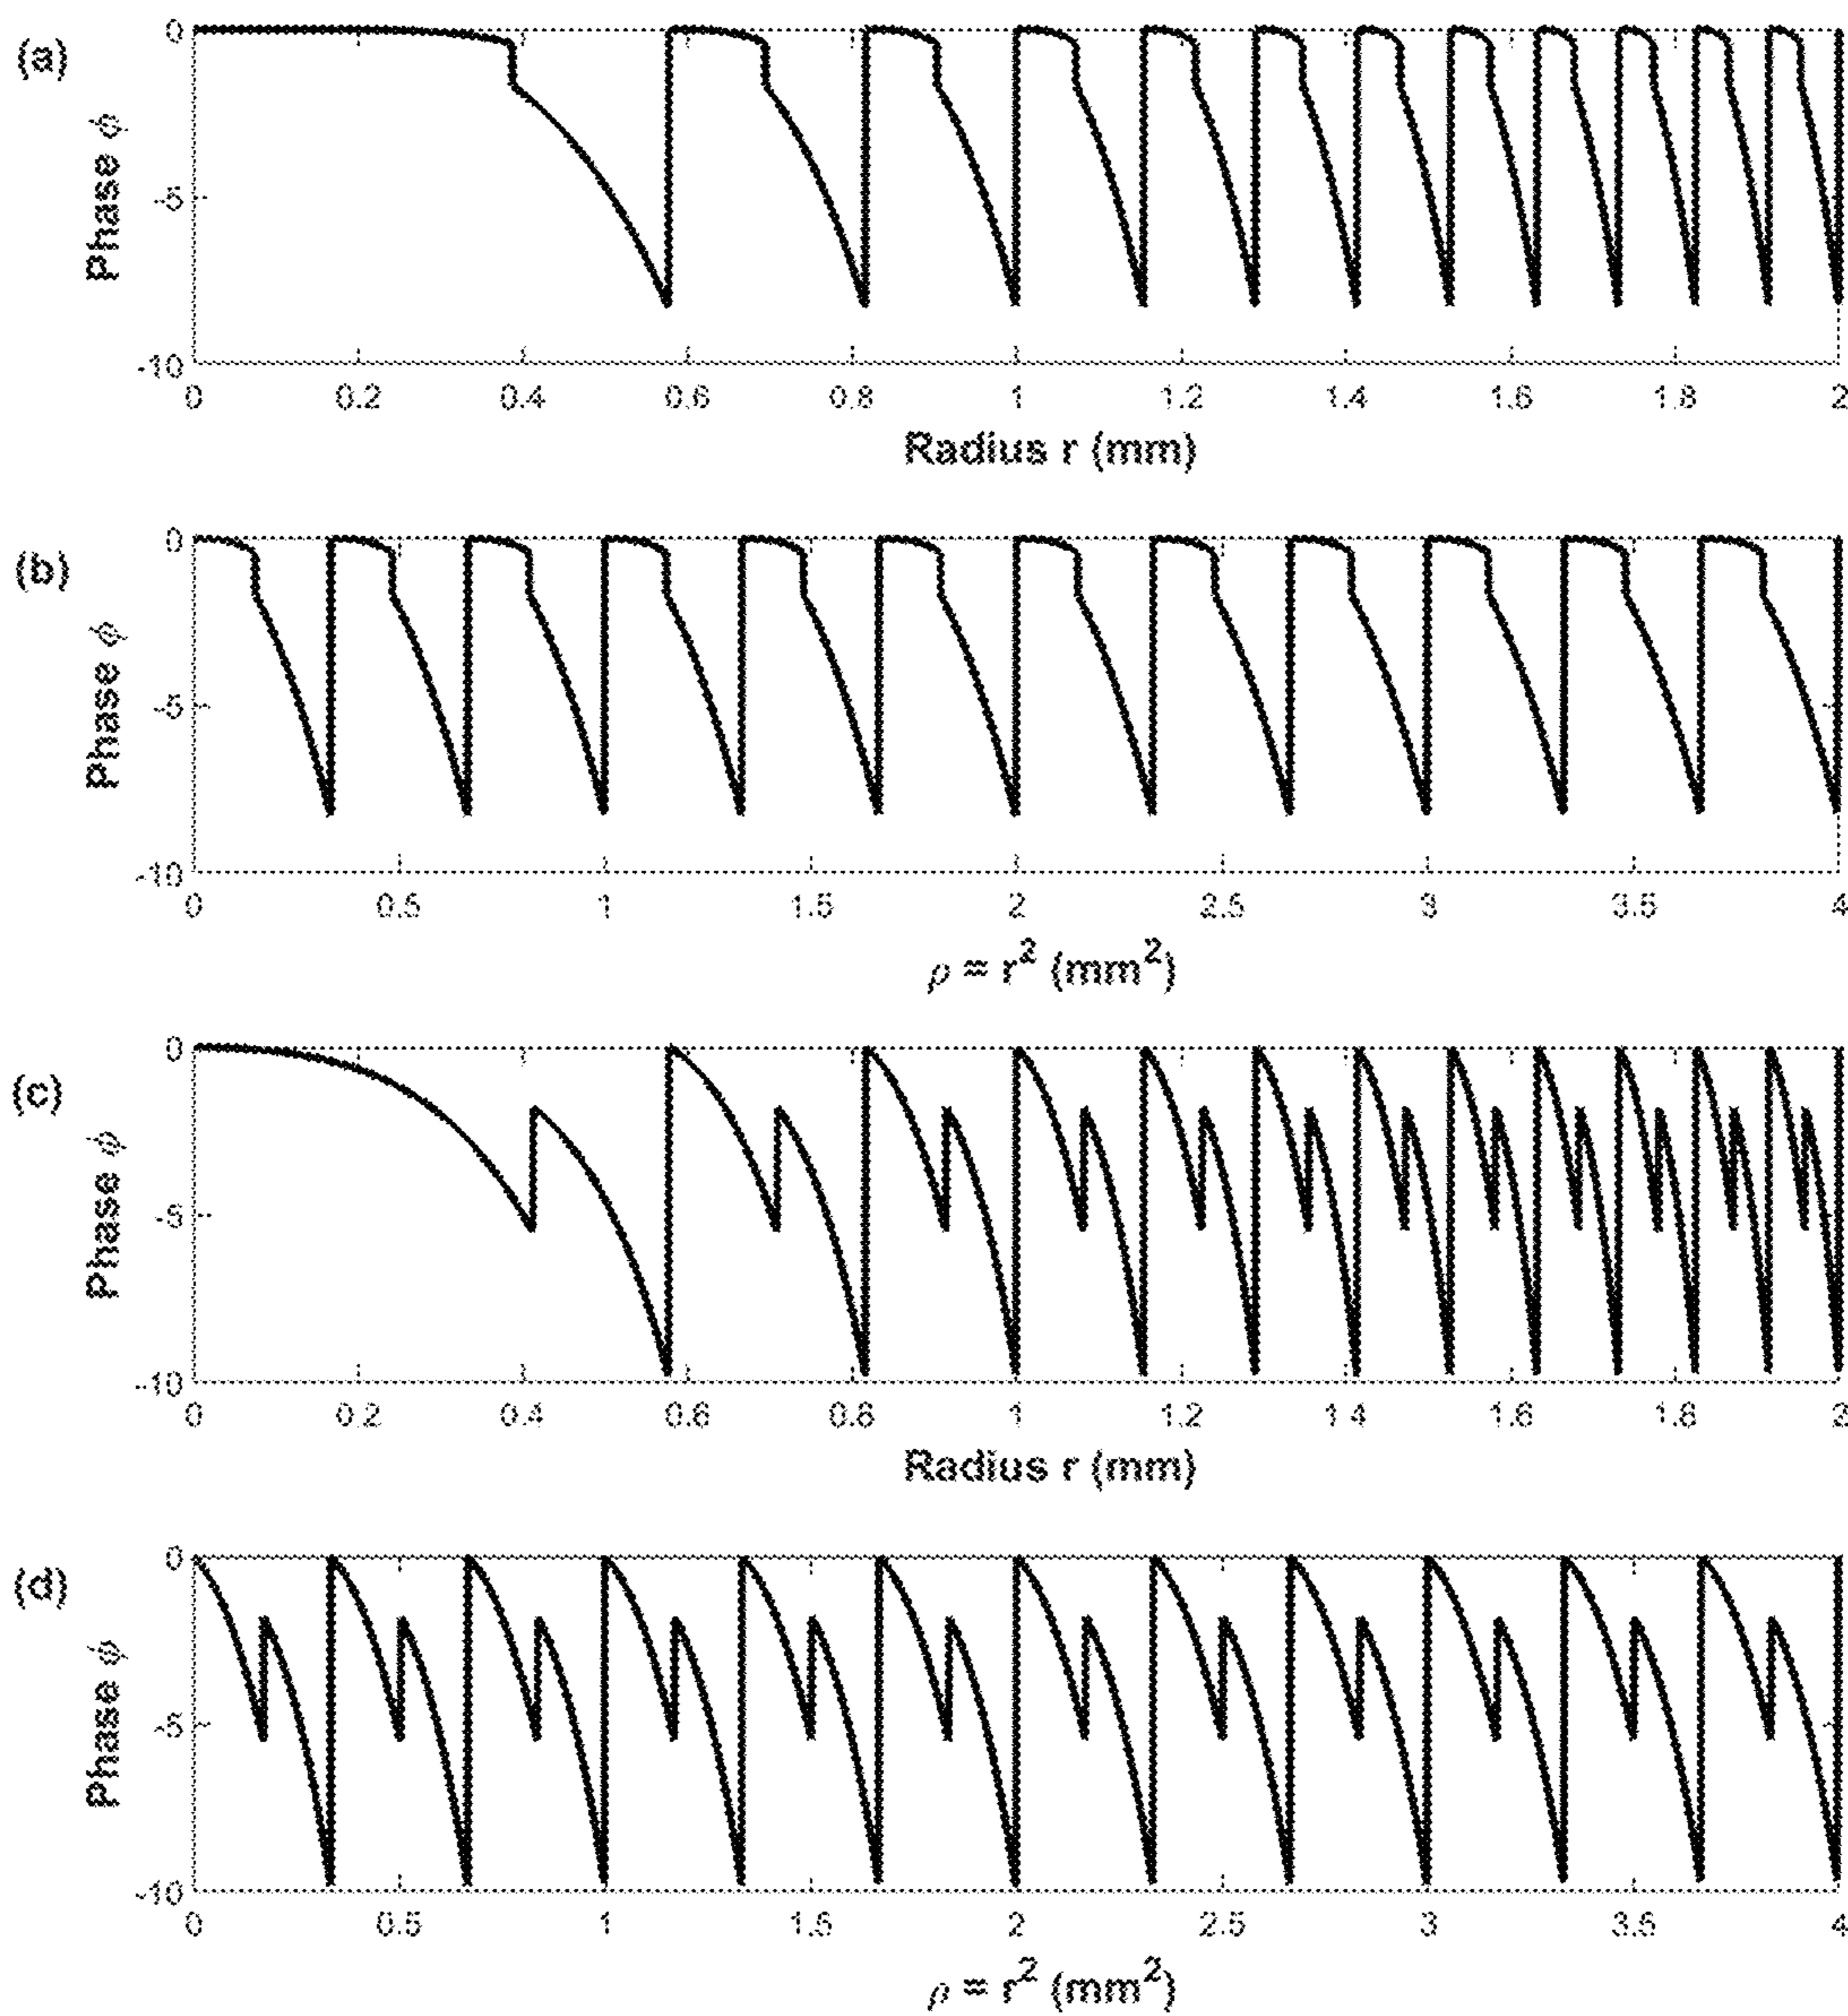 (a)
Phase ϕ
0
-5
-10
0 0.2 0.4 0.6 0.8 1 1.2 1.4 1.6 1.8 2
Radius r (mm)
(b)
Phase ϕ
0
-5
-10
0 0.5 1 1.5 2 2.5 3 3.5 4
ρ = r² (mm²)
(c)
Phase ϕ
0
-5
-10
0 0.2 0.4 0.6 0.8 1 1.2 1.4 1.6 1.8 2
Radius r (mm)
(d)
Phase ϕ
0
-5
-10
0 0.5 1 1.5 2 2.5 3 3.5 4
ρ = r² (mm²)